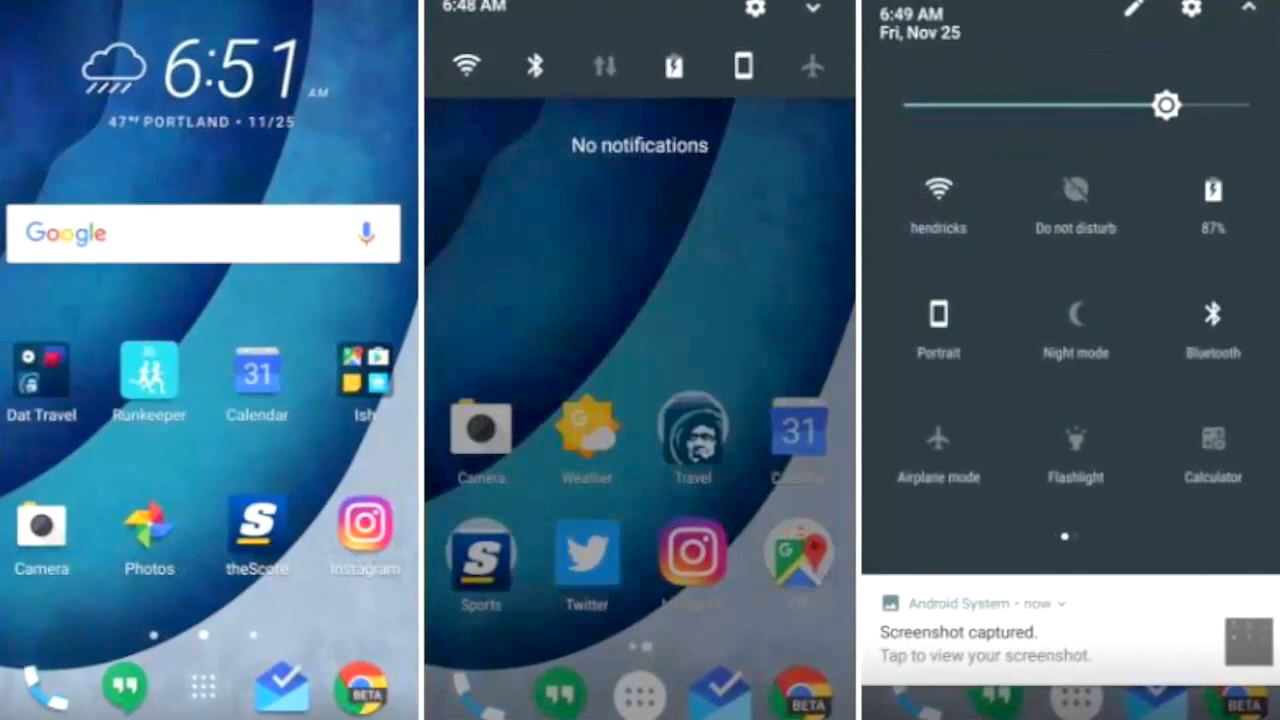 6:51 AM
47°F PORTLAND • 11/25
Google
31
Dat Travel
Runkeeper
Calendar
Ish
S
Camera
Photos
theScore
Instagram
BETA
6:48 AM
No notifications
G
31
Camera
Weather
Travel
Calendar
S
G
Sports
Twitter
Instagram
BETA
6:49 AM
Fri, Nov 25
hendricks
Do not disturb
87%
Portrait
Night mode
Bluetooth
Airplane mode
Flashlight
Calculator
Android System • now
Screenshot captured.
Tap to view your screenshot.
BETA